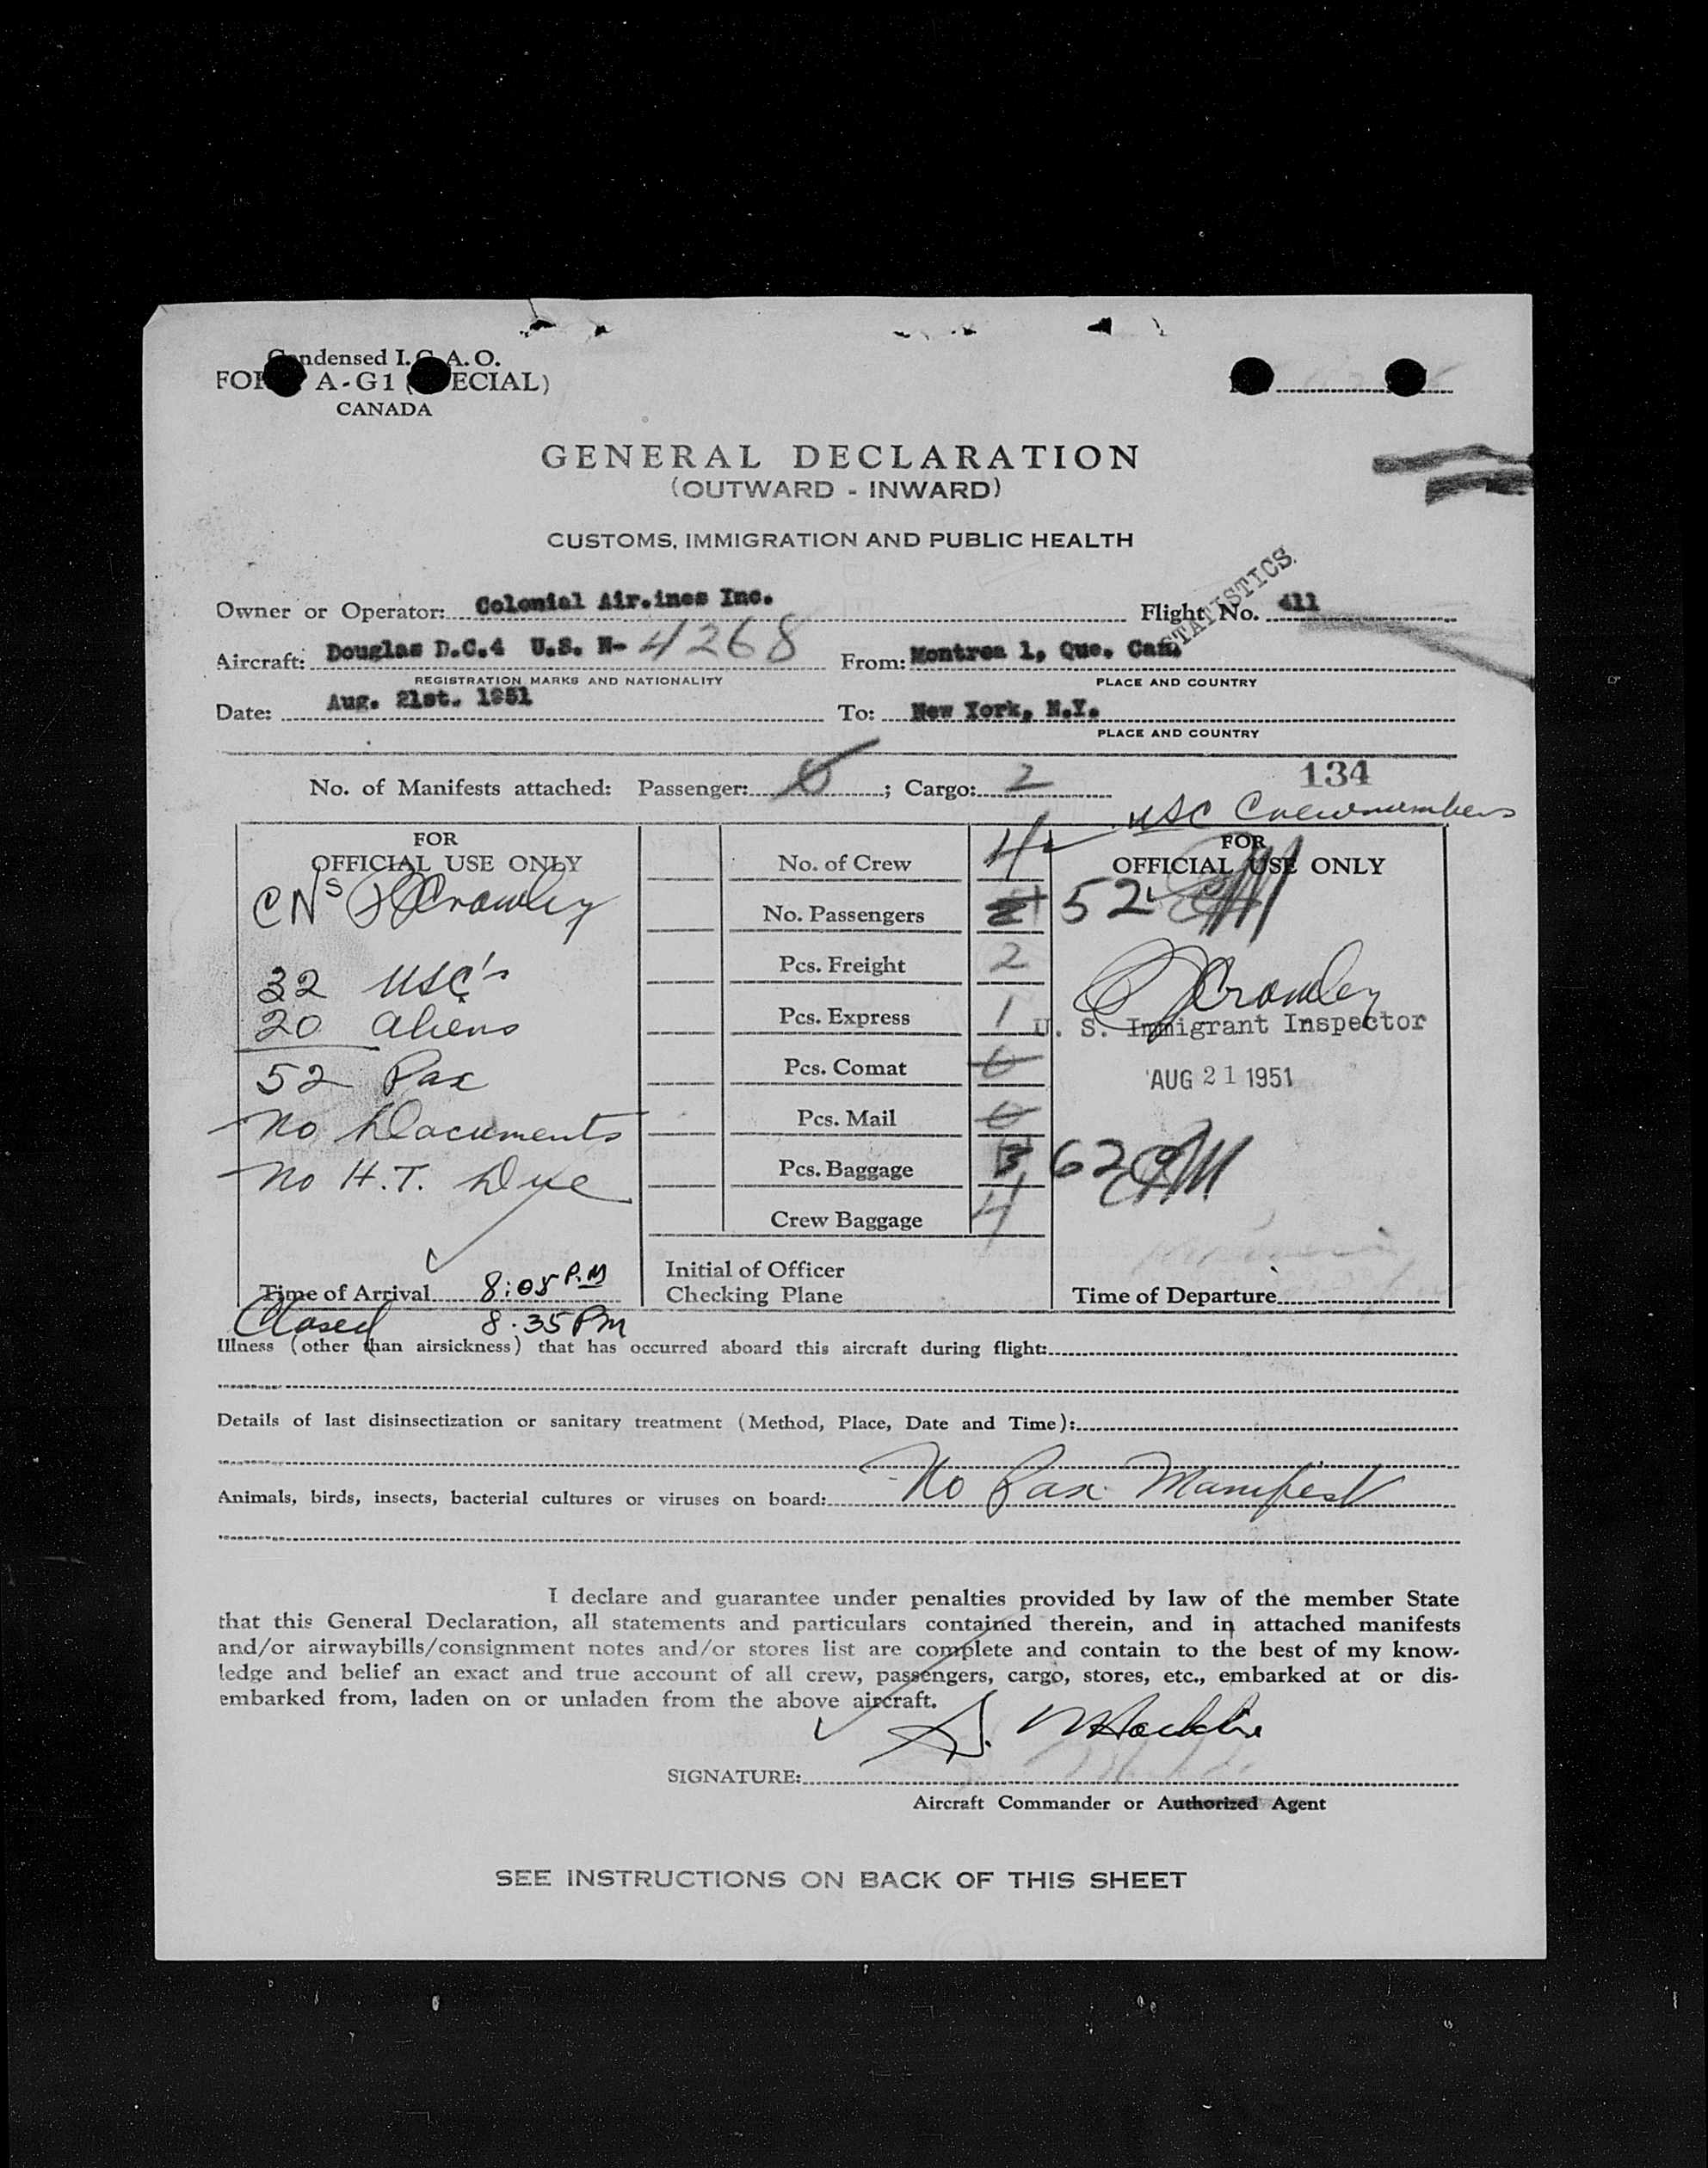 Condensed I.C.A.O.
FORM A-G1 (SPECIAL)
CANADA
GENERAL DECLARATION
(OUTWARD - INWARD)
CUSTOMS, IMMIGRATION AND PUBLIC HEALTH
STATISTICS
Owner or Operator: Colonial Air.ines Inc. Flight No. 411
Aircraft: Douglas D.C.4 U.S. N- 4268 From: Montrea l, Que. Can.
REGISTRATION MARKS AND NATIONALITY PLACE AND COUNTRY
Date: Aug. 21st. 1951 To: New York, N.Y.
PLACE AND COUNTRY
134
No. of Manifests attached: Passenger: 0 ; Cargo: 2
USC Crewmembers
FOR
OFFICIAL USE ONLY
CNs Crowley
32 USC's
20 Aliens
52 Pax
No Documents
No H.T. Due
Time of Arrival 8:05 P.M
Closed 8:35 PM
No. of Crew 4
No. Passengers
Pcs. Freight 2
Pcs. Express 1
Pcs. Comat 0
Pcs. Mail 0
Pcs. Baggage
Crew Baggage 4
Initial of Officer
Checking Plane
FOR
OFFICIAL USE ONLY
52
Crowley
U. S. Immigrant Inspector
AUG 21 1951
62
Time of Departure
Illness (other than airsickness) that has occurred aboard this aircraft during flight:
Details of last disinsectization or sanitary treatment (Method, Place, Date and Time):
Animals, birds, insects, bacterial cultures or viruses on board: No Pax Manifest
I declare and guarantee under penalties provided by law of the member State
that this General Declaration, all statements and particulars contained therein, and in attached manifests
and/or airwaybills/consignment notes and/or stores list are complete and contain to the best of my know-
ledge and belief an exact and true account of all crew, passengers, cargo, stores, etc., embarked at or dis-
embarked from, laden on or unladen from the above aircraft.
SIGNATURE: S.
Aircraft Commander or Authorized Agent
SEE INSTRUCTIONS ON BACK OF THIS SHEET